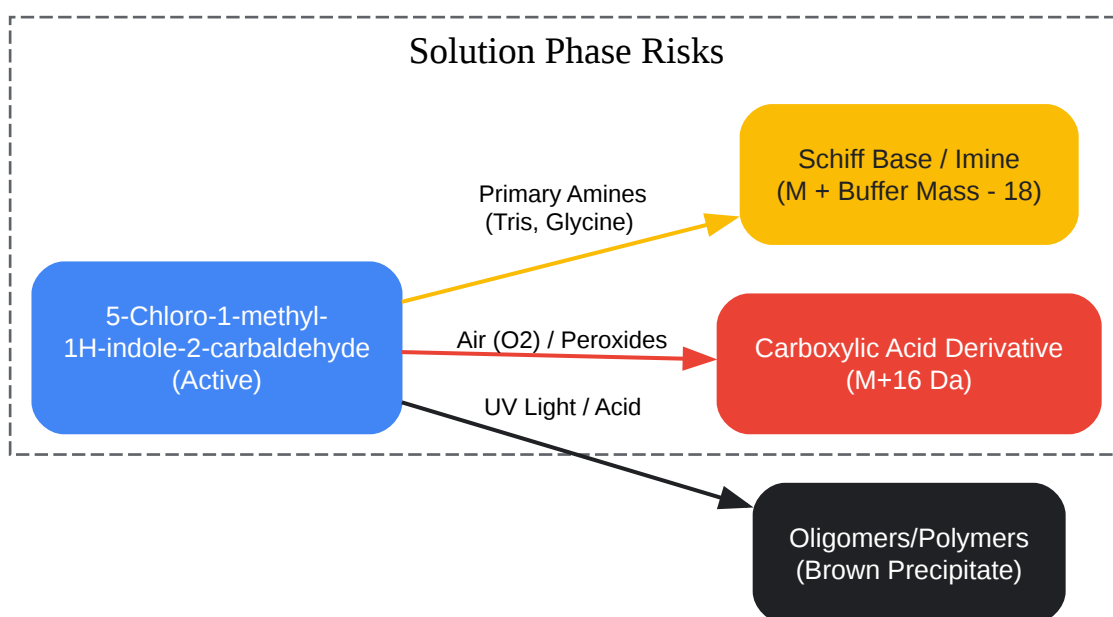 Solution Phase Risks
Schiff Base / Imine
(M + Buffer Mass - 18)
Primary Amines
(Tris, Glycine)
5-Chloro-1-methyl-
1H-indole-2-carbaldehyde
(Active)
Air (O2) / Peroxides
Carboxylic Acid Derivative
(M+16 Da)
UV Light / Acid
Oligomers/Polymers
(Brown Precipitate)